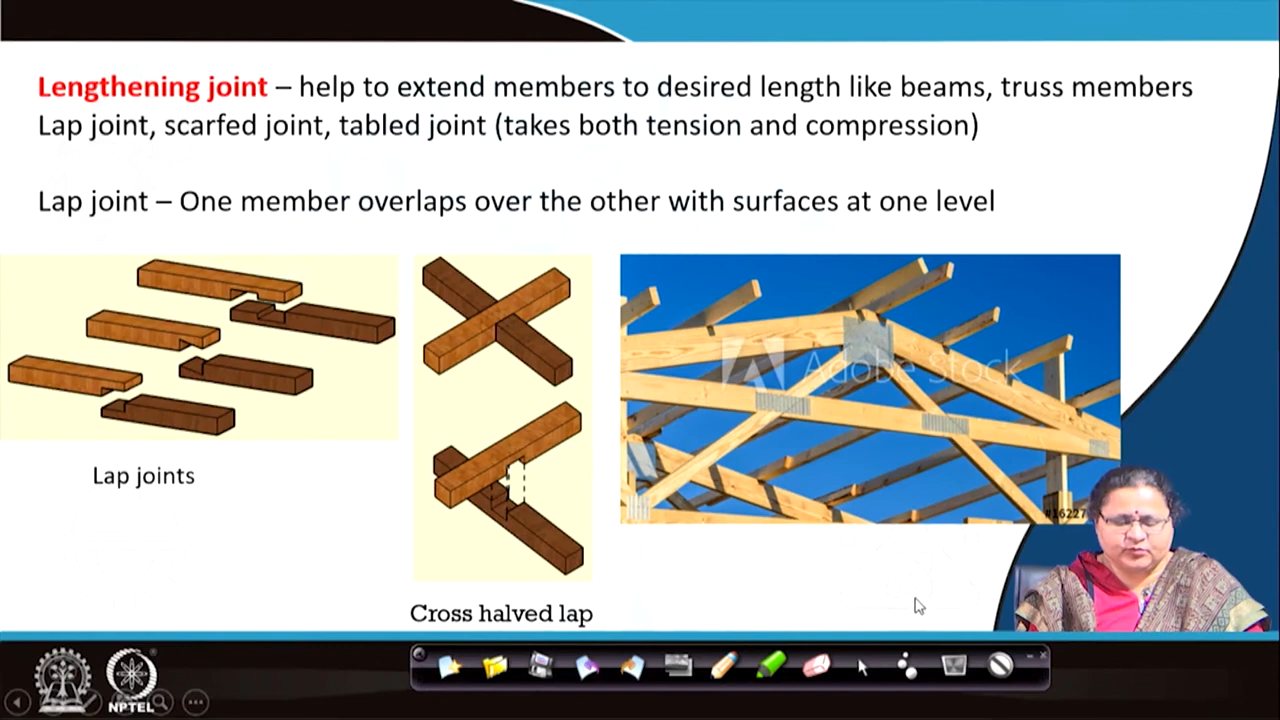 Lengthening joint – help to extend members to desired length like beams, truss members
Lap joint, scarfed joint, tabled joint (takes both tension and compression)
Lap joint – One member overlaps over the other with surfaces at one level
Adobe Stock
#16227
Lap joints
Cross halved lap
NPTEL